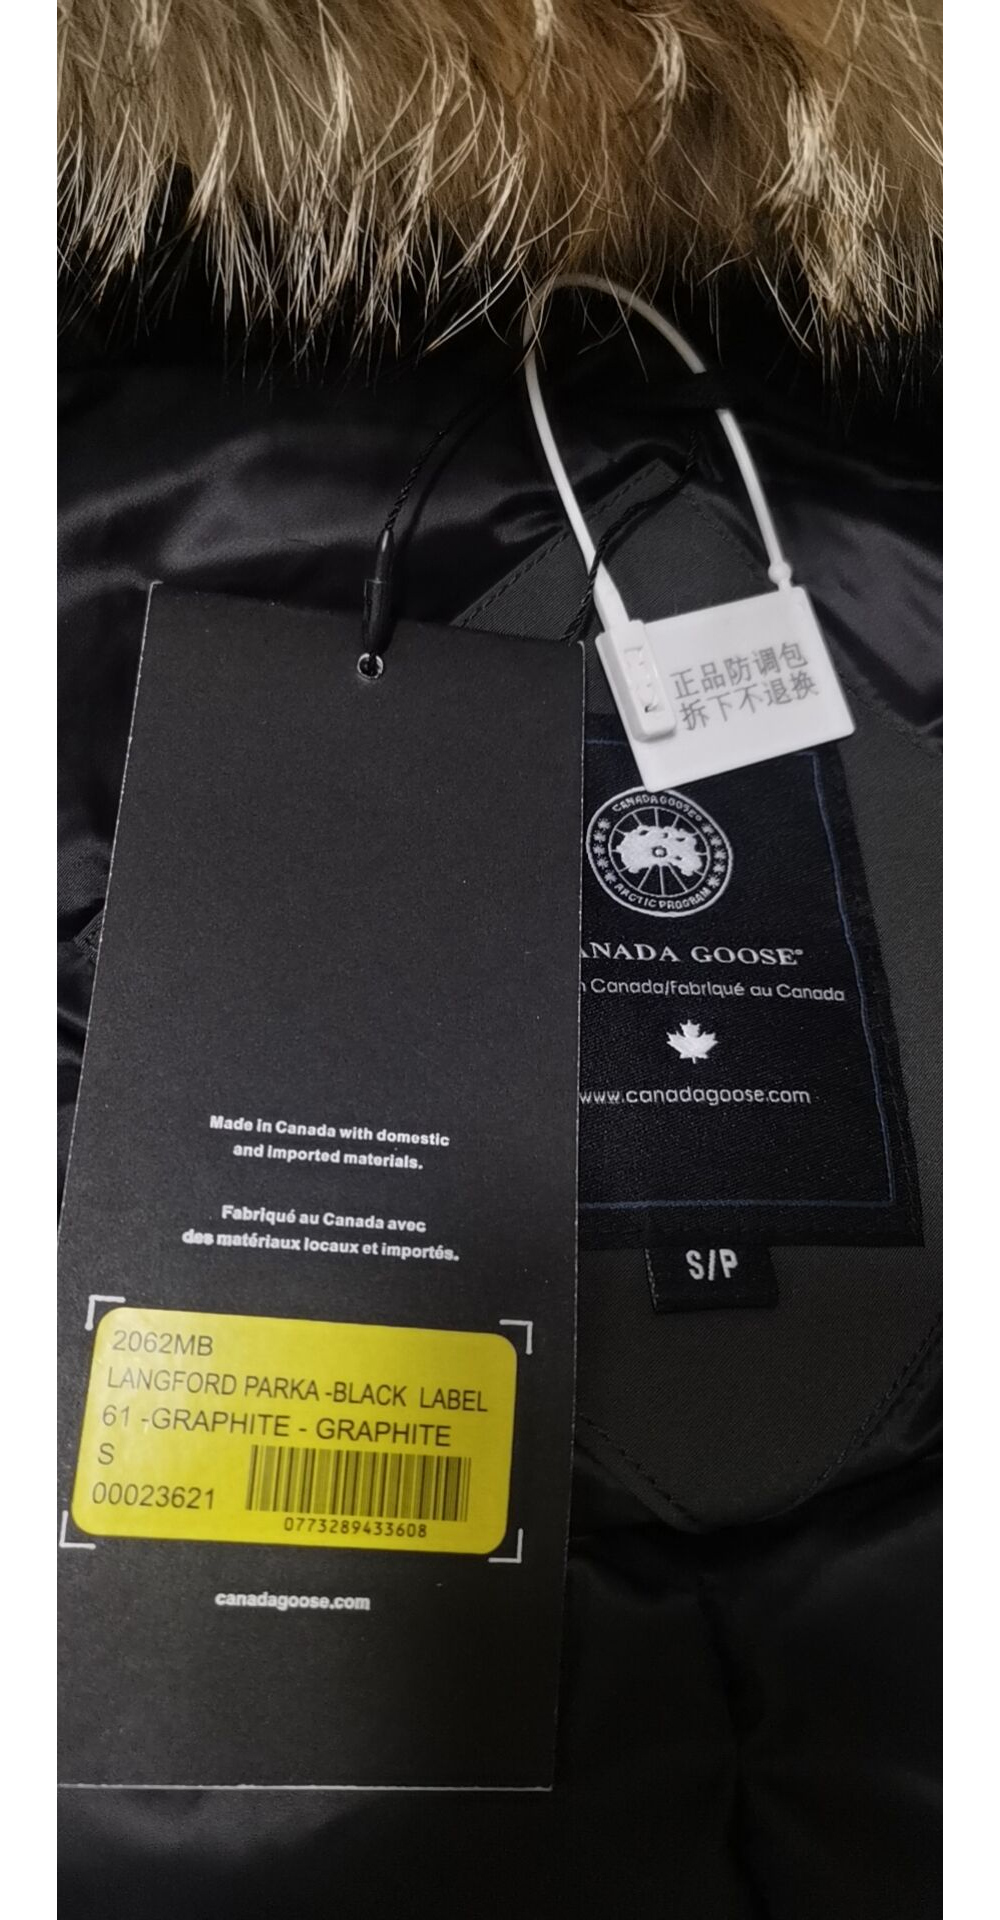 正品防调包
拆下不退换
CANADA GOOSE®
ARCTIC PROGRAM
GOOSE®
Canada/Fabriqué au Canada
www.canadagoose.com
S/P
Made in Canada with domestic
and imported materials.
Fabriqué au Canada avec
des matériaux locaux et importés.
2062MB
LANGFORD PARKA-BLACK LABEL
61 -GRAPHITE - GRAPHITE
S
00023621
0773289433608
canadagoose.com